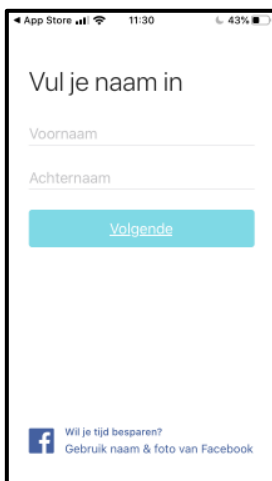 App Store 11:30 43%
Vul je naam in
Voornaam
Achternaam
Volgende
Wil je tijd besparen?
Gebruik naam & foto van Facebook